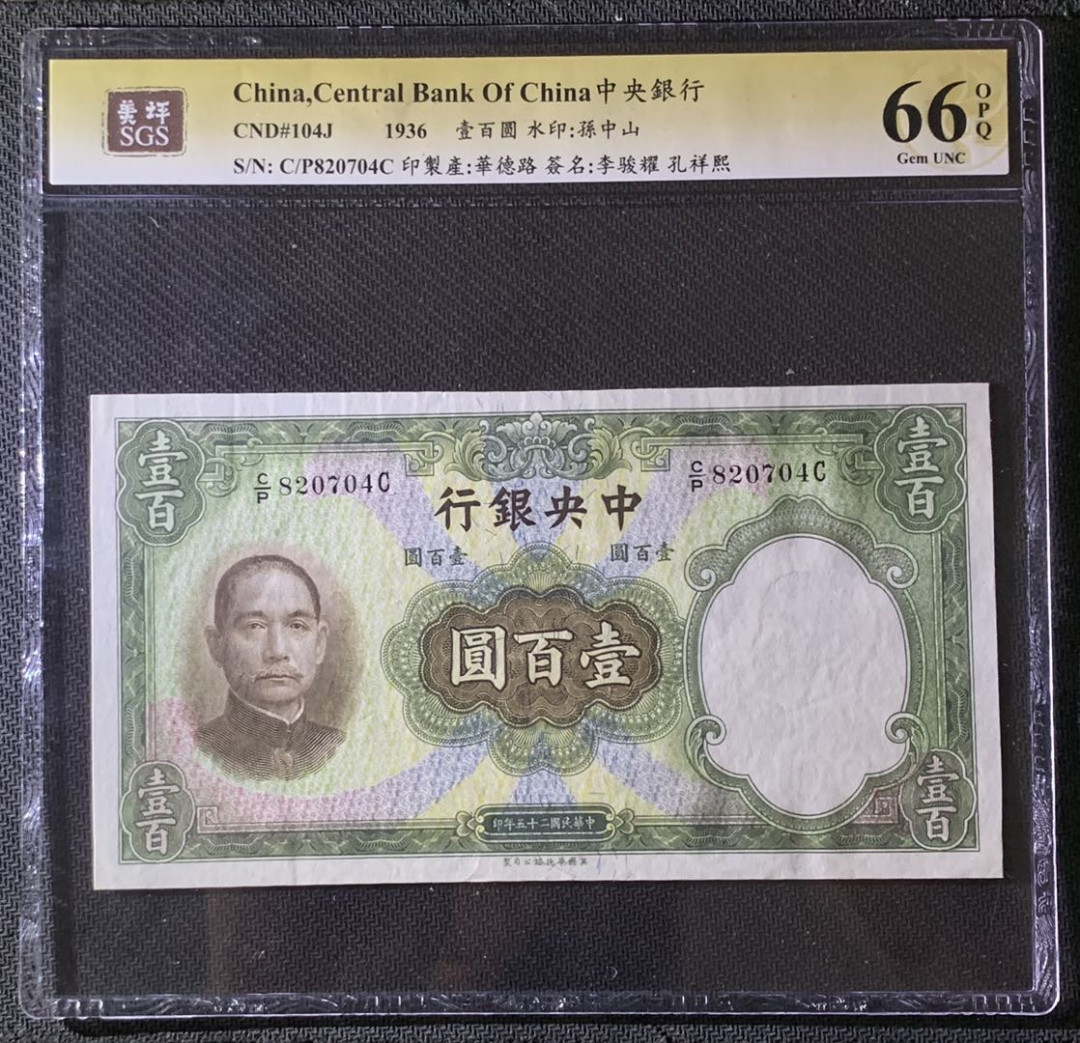 美评
SGS
China,Central Bank Of China中央銀行
CND#104J 1936 壹百圓 水印:孫中山
S/N: C/P820704C 印製產:華德路 簽名:李骏耀 孔祥熙
66
OPQ
Gem UNC
壹百
壹百
C/P 820704C
C/P 820704C
行銀央中
圓百壹
圓百壹
圓百壹
壹百
壹百
印年五十二國民華中